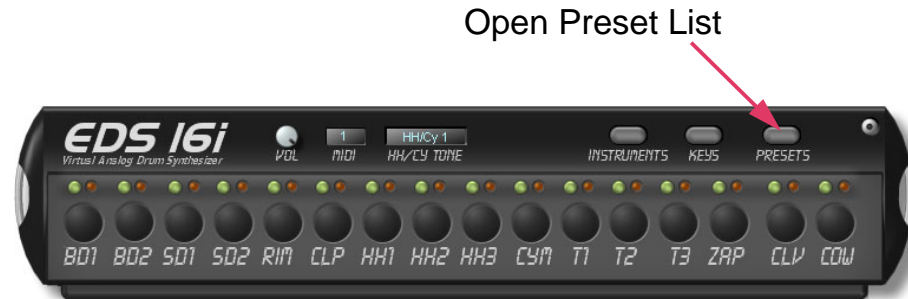 Open Preset List
EDS 16i
Virtual Analog Drum Synthesizer
1
HH/Cy 1
VOL MIDI HH/CY TONE INSTRUMENTS KEYS PRESETS
BD1 BD2 SD1 SD2 RIM CLP HH1 HH2 HH3 CYM T1 T2 T3 ZAP CLV COW